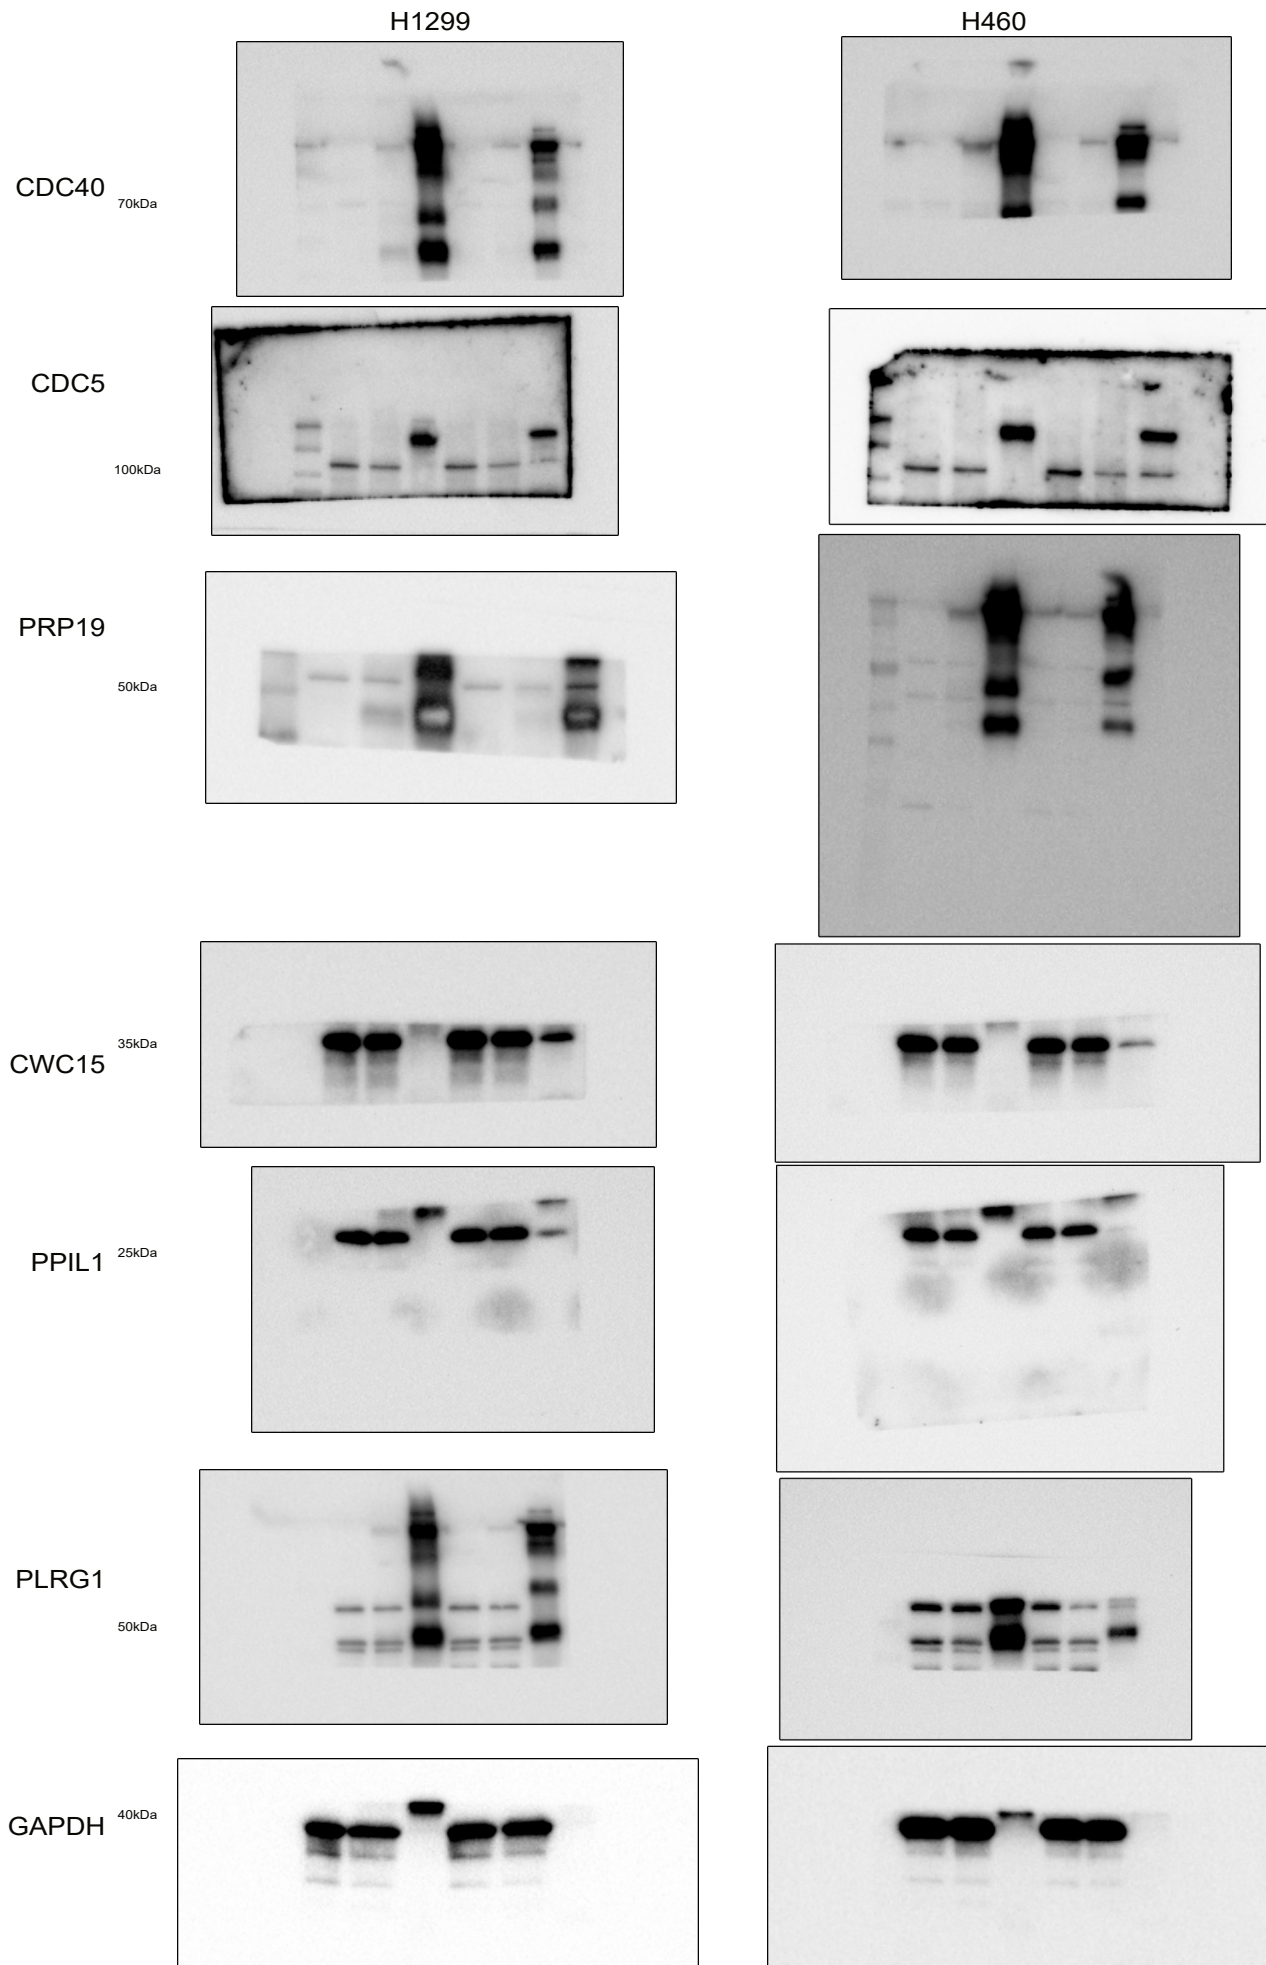 H1299 H460
CDC40 70kDa
CDC5 100kDa
PRP19 50kDa
CWC15 35kDa
PPIL1 25kDa
PLRG1 50kDa
GAPDH 40kDa